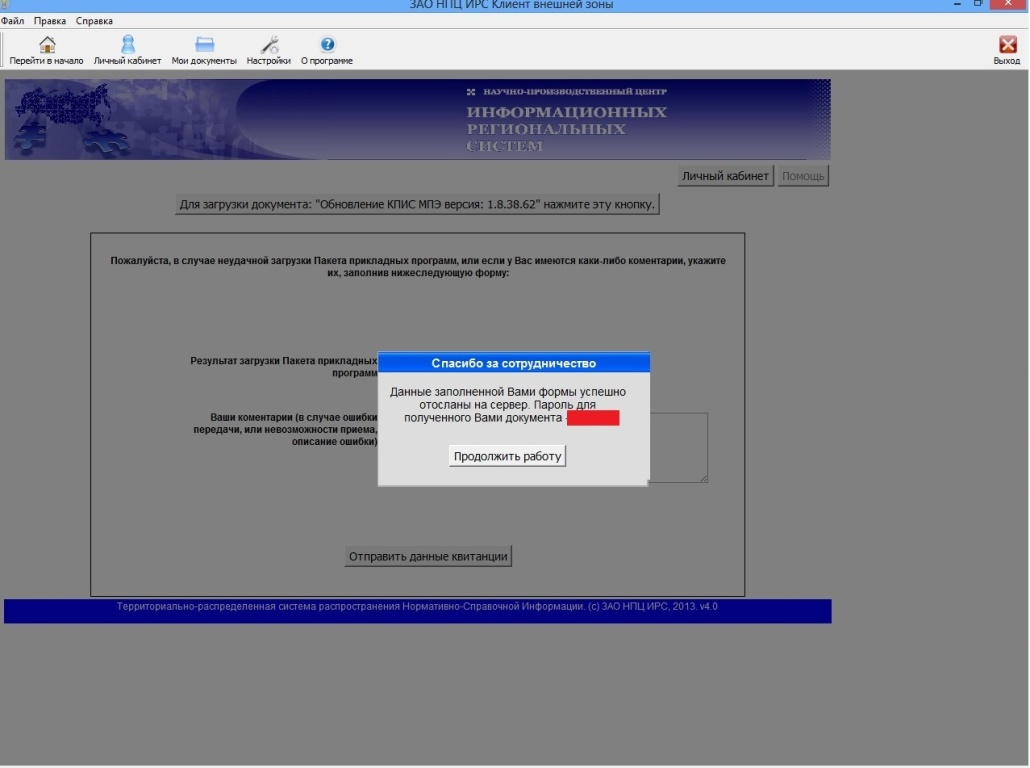 ЗАО НПЦ ИРС Клиент внешней зоны
Файл Правка Справка
Перейти в начало Личный кабинет Мои документы Настройки О программе Выход
НАУЧНО-ПРОИЗВОДСТВЕННЫЙ ЦЕНТР
ИНФОРМАЦИОННЫХ
РЕГИОНАЛЬНЫХ
СИСТЕМ
Личный кабинет Помощь
Для загрузки документа: "Обновление КПИС МПЭ версия: 1.8.38.62" нажмите эту кнопку.
Пожалуйста, в случае неудачной загрузки Пакета прикладных программ, или если у Вас имеются каки-либо коментарии, укажите
их, заполнив нижеследующую форму:
Результат загрузки Пакета прикладных
программ
Спасибо за сотрудничество
Данные заполненной Вами формы успешно
отосланы на сервер. Пароль для
полученного Вами документа -
Продолжить работу
Ваши коментарии (в случае ошибки
передачи, или невозможности приема,
описание ошибки)
Отправить данные квитанции
Территориально-распределенная система распространения Нормативно-Справочной Информации. (c) ЗАО НПЦ ИРС, 2013. v4.0